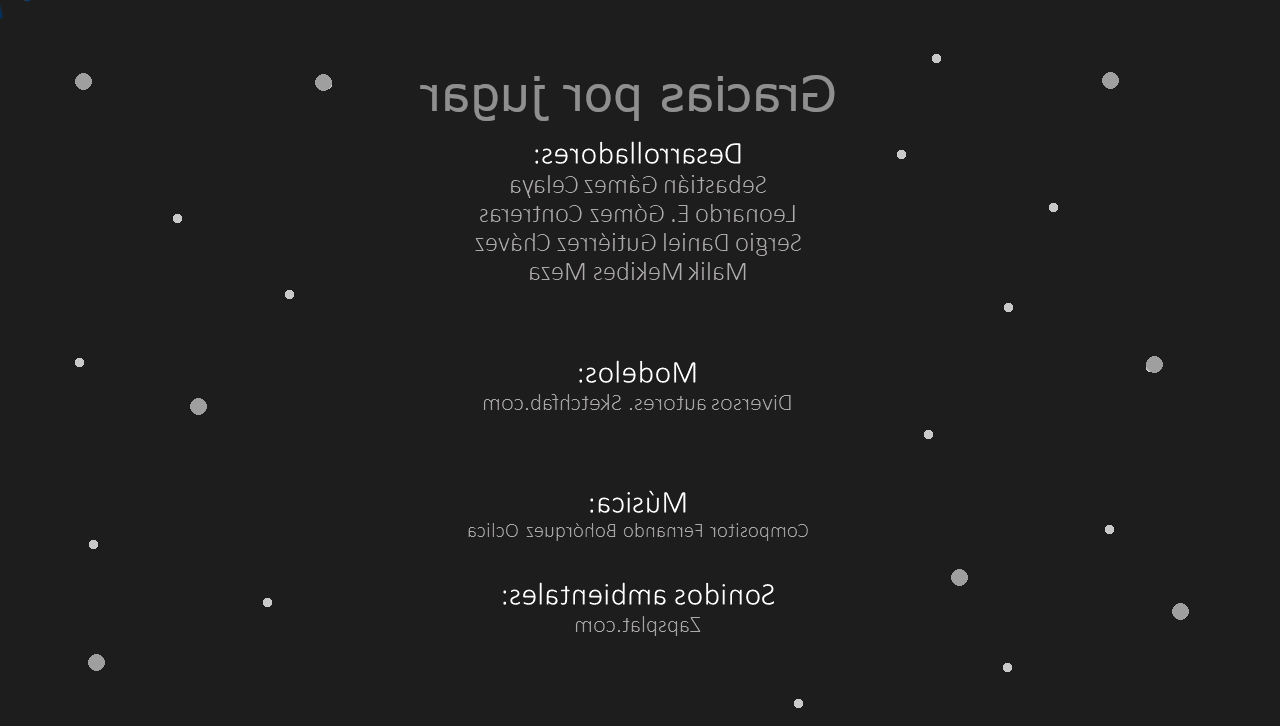 Gracias por jugar
Desarrolladores:
Sebastián Gámez Celaya
Leonardo E. Gómez Contreras
Sergio Daniel Gutiérrez Chávez
Malik Mekibes Meza
Modelos:
Diversos autores. Sketchfab.com
Música:
Compositor Fernando Bohórquez Oclica
Sonidos ambientales:
Zapsplat.com